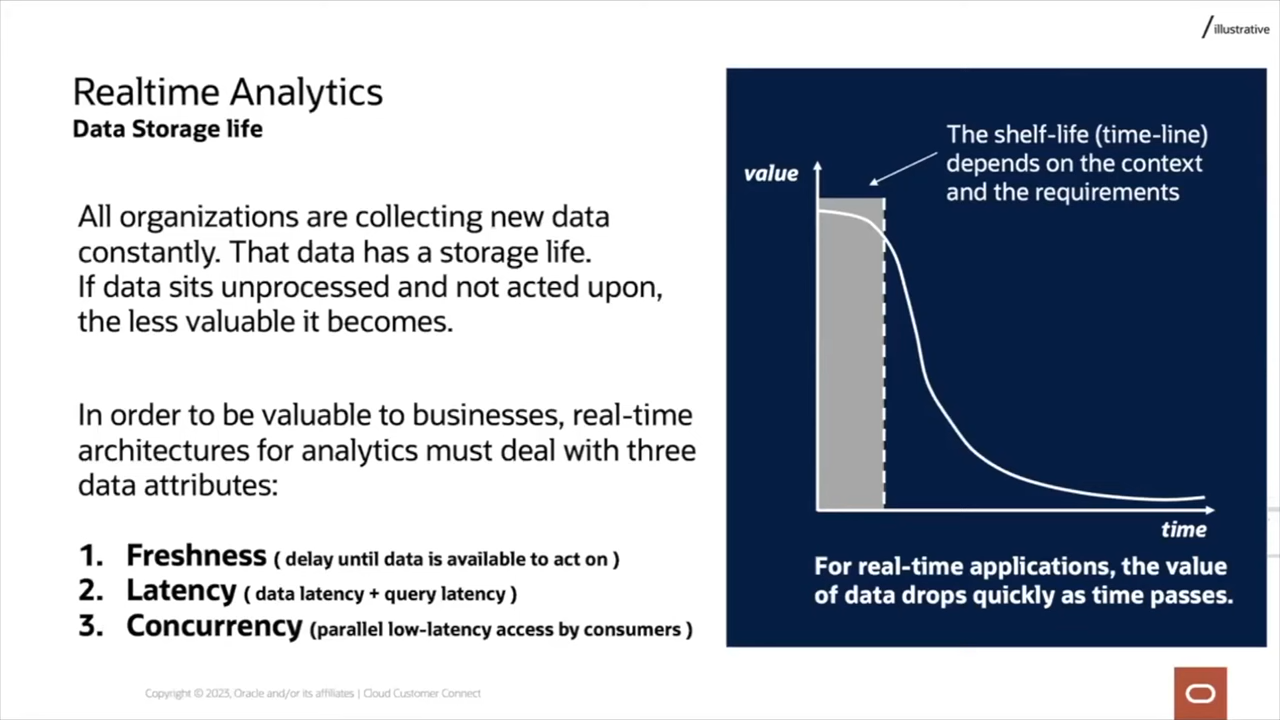 /illustrative
Realtime Analytics
Data Storage life
All organizations are collecting new data
constantly. That data has a storage life.
If data sits unprocessed and not acted upon,
the less valuable it becomes.
In order to be valuable to businesses, real-time
architectures for analytics must deal with three
data attributes:
1. Freshness ( delay until data is available to act on )
2. Latency ( data latency + query latency )
3. Concurrency (parallel low-latency access by consumers )
The shelf-life (time-line)
depends on the context
and the requirements
value
time
For real-time applications, the value
of data drops quickly as time passes.
Copyright © 2023, Oracle and/or its affiliates | Cloud Customer Connect